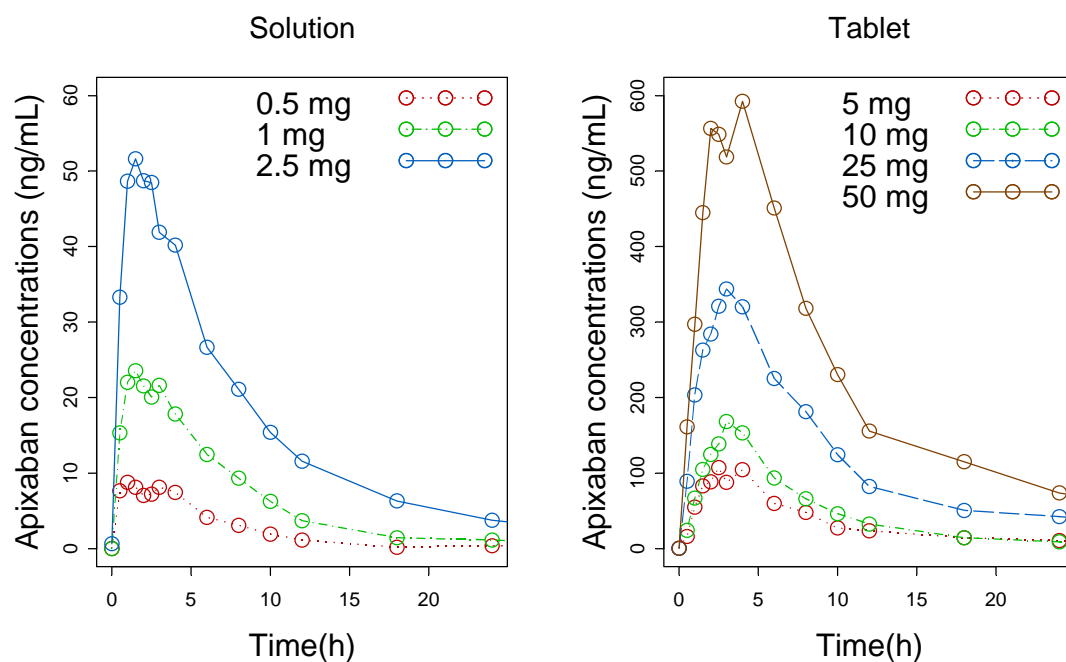 Solution
Apixaban concentrations (ng/mL)
60
50
40
30
20
10
0
0.5 mg
1 mg
2.5 mg
0 5 10 15 20
Time(h)
Tablet
Apixaban concentrations (ng/mL)
600
500
400
300
200
100
0
5 mg
10 mg
25 mg
50 mg
0 5 10 15 20
Time(h)